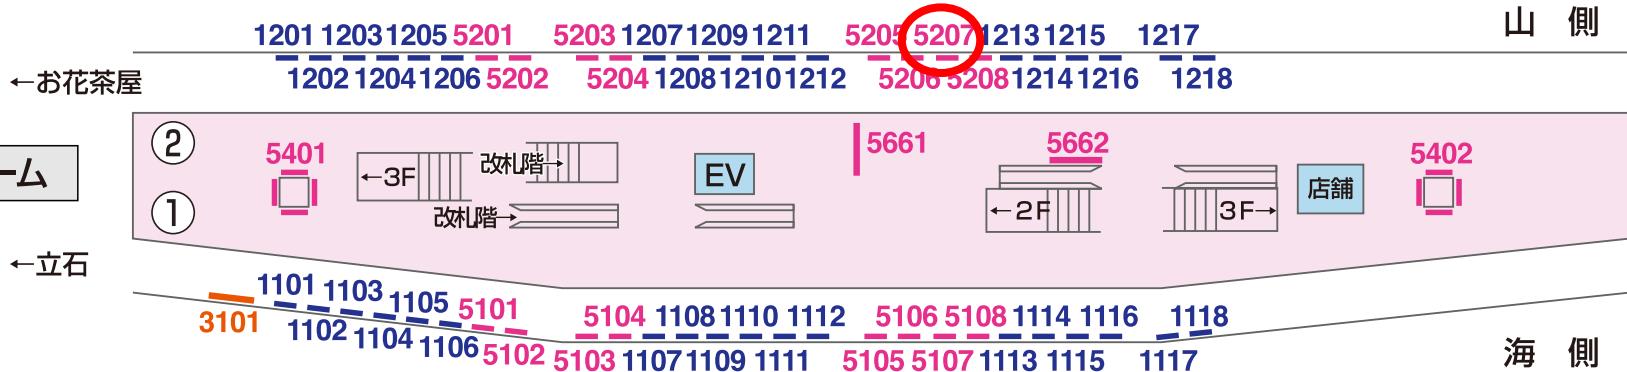 山 側
1201 1203 1205 5201 5203 1207 1209 1211 5205 5207 1213 1215 1217
1202 1204 1206 5202 5204 1208 1210 1212 5206 5208 1214 1216 1218
←お花茶屋
② 5401 ←3F 改札階→ EV 5661 5662 店舗 5402
ーム
① 改札階→ ←2F 3F→
←立石
1101 1103 1105 5101 5104 1108 1110 1112 5106 5108 1114 1116 1118
3101 1102 1104 1106 5102 5103 1107 1109 1111 5105 5107 1113 1115 1117
海 側